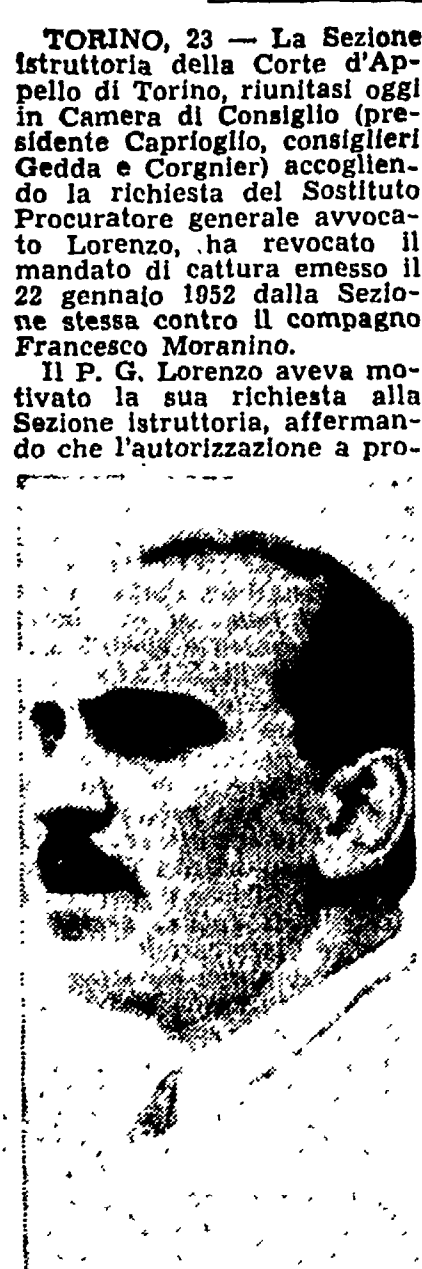 TORINO, 23 — La Sezione
istruttoria della Corte d'Ap-
pello di Torino, riunitasi oggi
in Camera di Consiglio (pre-
sidente Caprioglio, consiglieri
Gedda e Corgnier) accoglien-
do la richiesta del Sostituto
Procuratore generale avvoca-
to Lorenzo, ha revocato il
mandato di cattura emesso il
22 gennaio 1952 dalla Sezio-
ne stessa contro il compagno
Francesco Moranino.
Il P. G. Lorenzo aveva mo-
tivato la sua richiesta alla
Sezione istruttoria, afferman-
do che l'autorizzazione a pro-